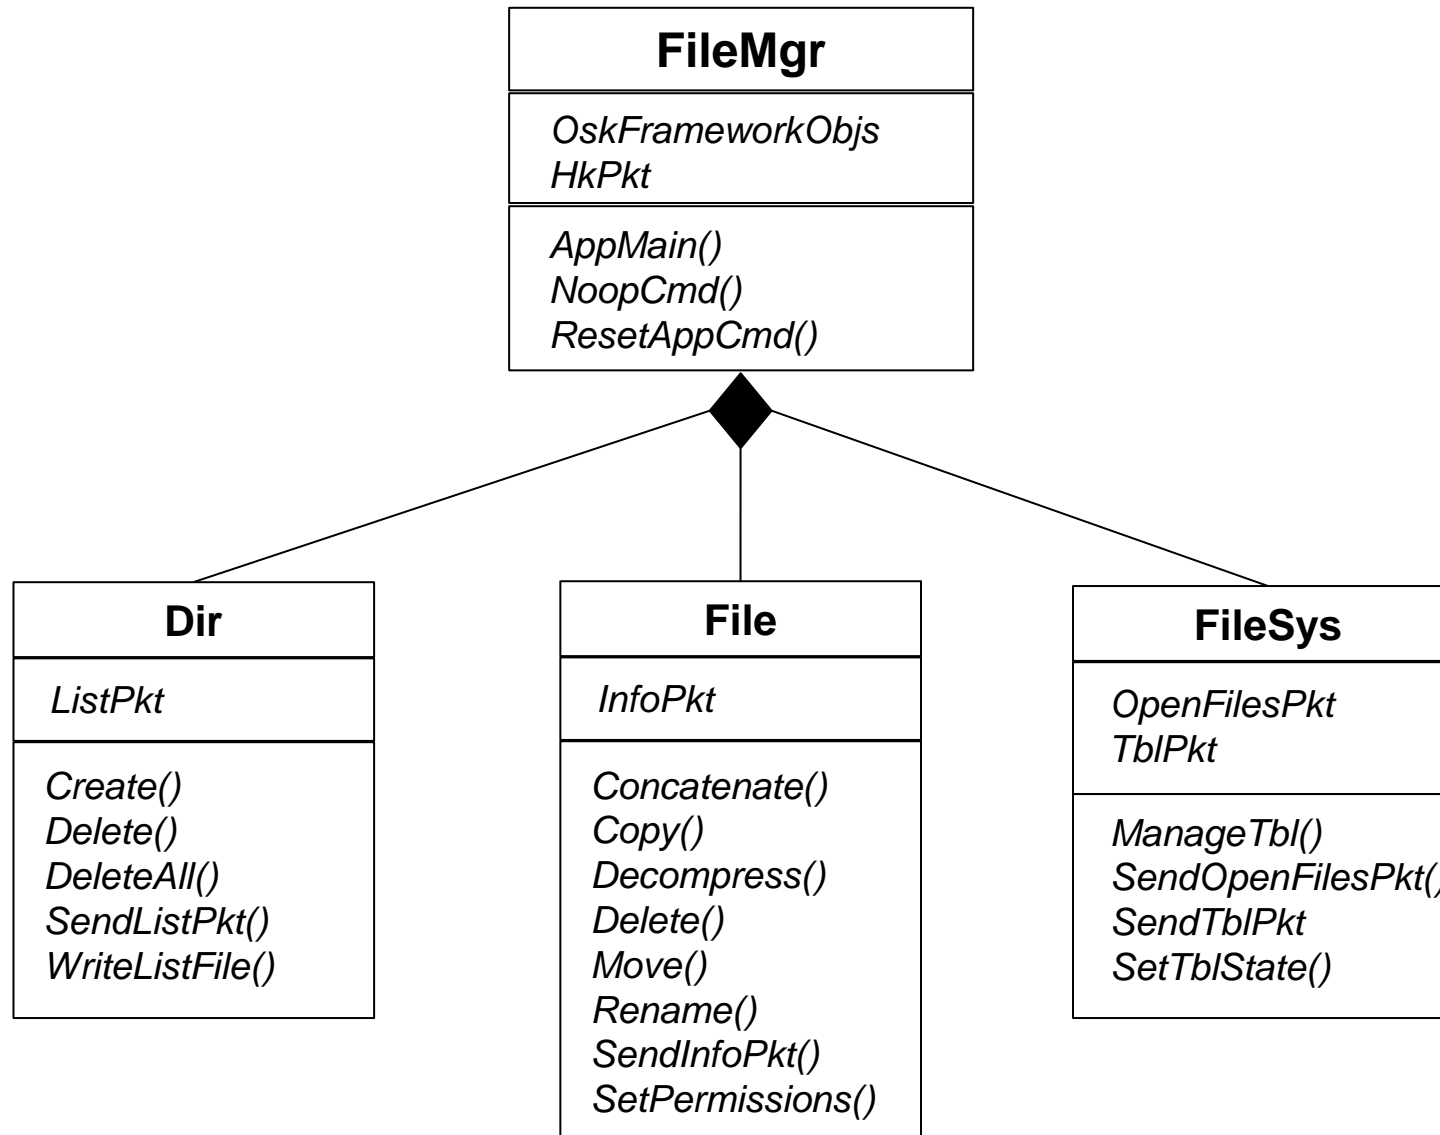 FileMgr
OskFrameworkObjs
HkPkt
AppMain()
NoopCmd()
ResetAppCmd()
Dir
ListPkt
Create()
Delete()
DeleteAll()
SendListPkt()
WriteListFile()
File
InfoPkt
Concatenate()
Copy()
Decompress()
Delete()
Move()
Rename()
SendInfoPkt()
SetPermissions()
FileSys
OpenFilesPkt
TblPkt
ManageTbl()
SendOpenFilesPkt()
SendTblPkt
SetTblState()